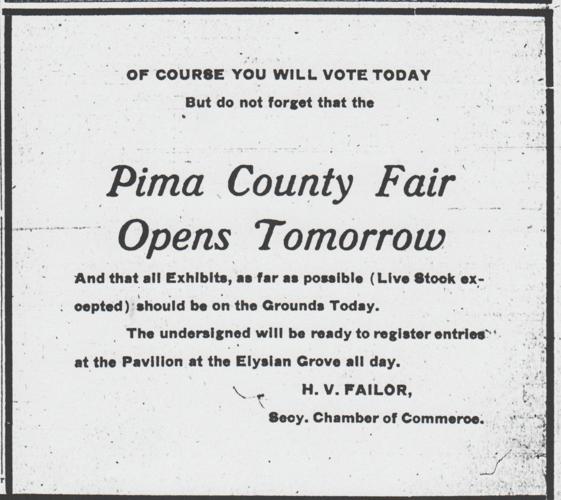 OF COURSE YOU WILL VOTE TODAY
But do not forget that the
Pima County Fair
Opens Tomorrow
And that all Exhibits, as far as possible (Live Stock ex-
cepted) should be on the Grounds Today.
The undersigned will be ready to register entries
at the Pavilion at the Elysian Grove all day.
H. V. FAILOR,
Secy. Chamber of Commerce.